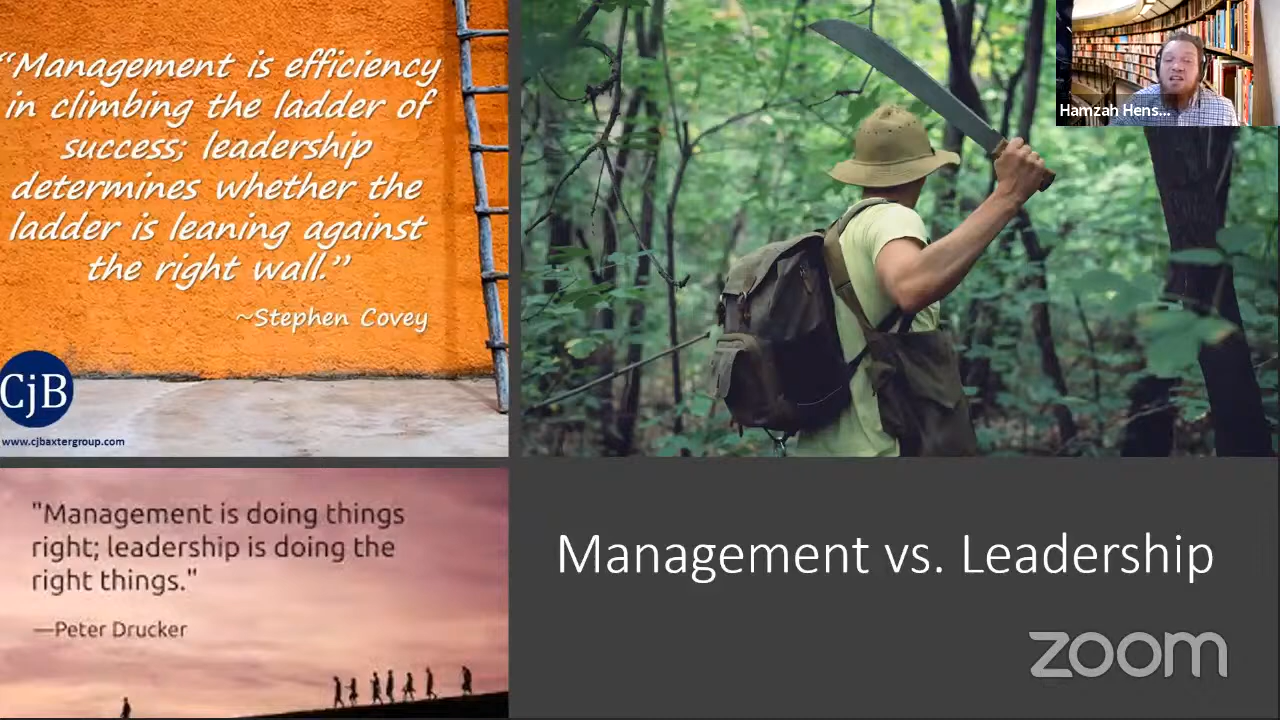 “Management is efficiency
in climbing the ladder of
success; leadership
determines whether the
ladder is leaning against
the right wall.”
~Stephen Covey
CjB
www.cjbaxtergroup.com
Hamzah Hens...
"Management is doing things
right; leadership is doing the
right things."
—Peter Drucker
Management vs. Leadership
zoom